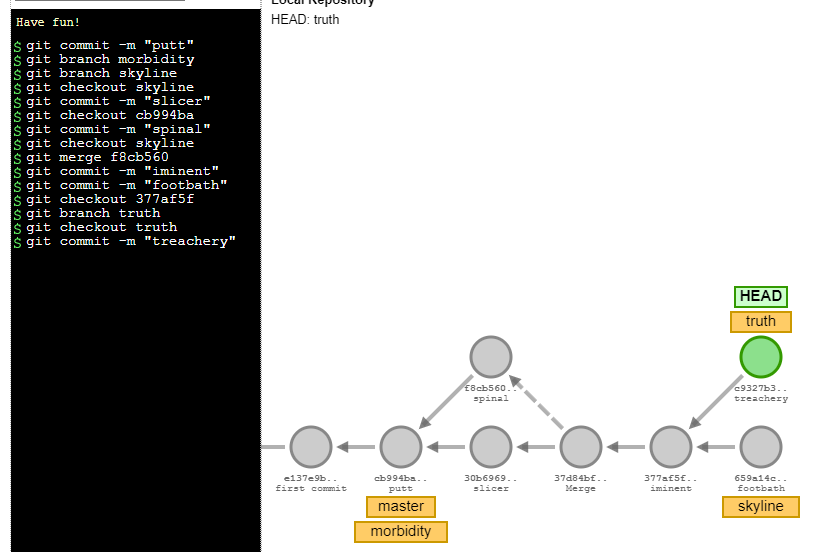 Local Repository
HEAD: truth
Have fun!
$ git commit -m "putt"
$ git branch morbidity
$ git branch skyline
$ git checkout skyline
$ git commit -m "slicer"
$ git checkout cb994ba
$ git commit -m "spinal"
$ git checkout skyline
$ git merge f8cb560
$ git commit -m "iminent"
$ git commit -m "footbath"
$ git checkout 377af5f
$ git branch truth
$ git checkout truth
$ git commit -m "treachery"
HEAD
truth
f8cb560..
spinal
c9327b3..
treachery
e137e9b..
first commit
cb994ba..
putt
30b6969..
slicer
37d84bf..
Merge
377af5f..
iminent
659a14c..
footbath
master
morbidity
skyline